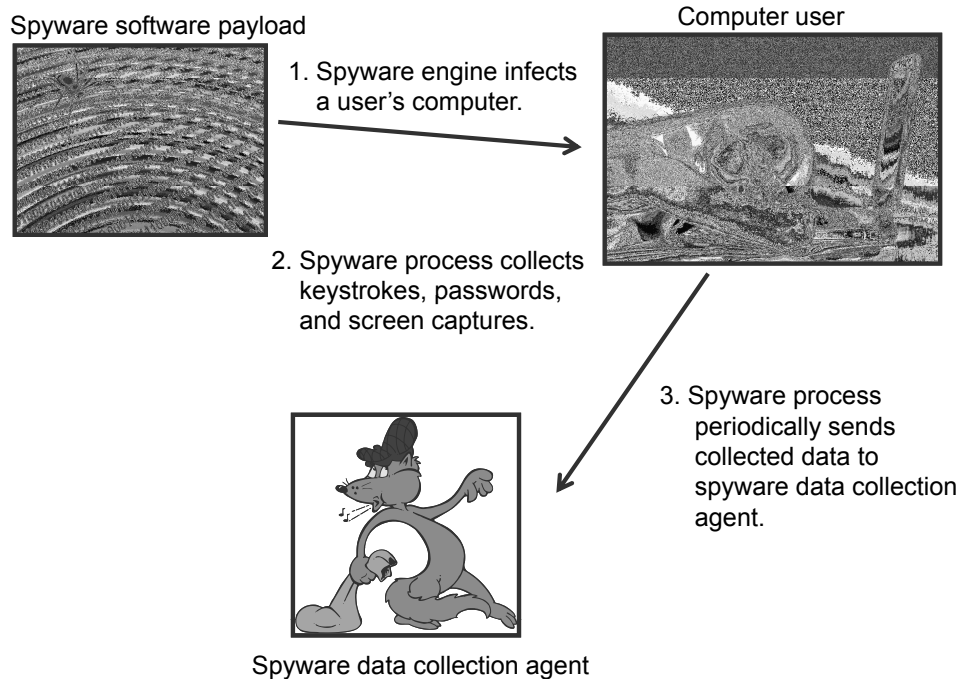 Spyware software payload
Computer user
1. Spyware engine infects
a user's computer.
2. Spyware process collects
keystrokes, passwords,
and screen captures.
3. Spyware process
periodically sends
collected data to
spyware data collection
agent.
Spyware data collection agent